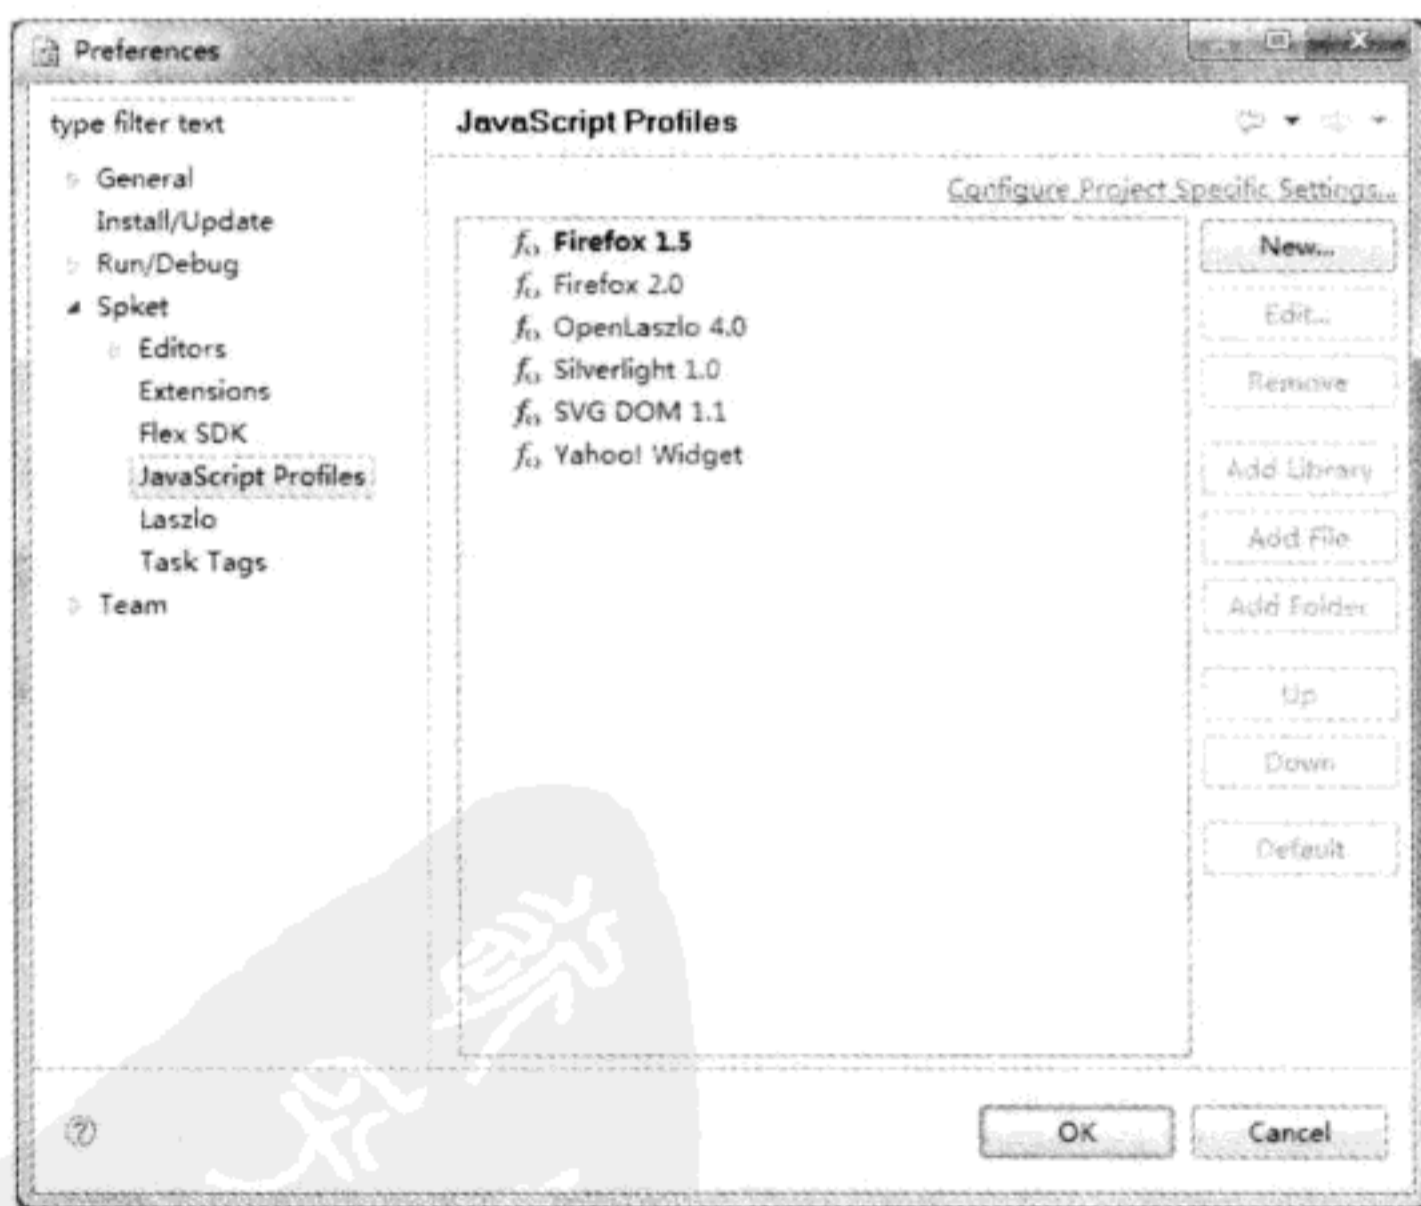 Preferences
type filter text
General
Install/Update
Run/Debug
Spket
Editors
Extensions
Flex SDK
JavaScript Profiles
Laszlo
Task Tags
Team
JavaScript Profiles
Configure Project Specific Settings...
Firefox 1.5
Firefox 2.0
OpenLaszlo 4.0
Silverlight 1.0
SVG DOM 1.1
Yahoo! Widget
New...
Edit...
Remove
Add Library
Add File
Add Folder
Up
Down
Default
OK
Cancel